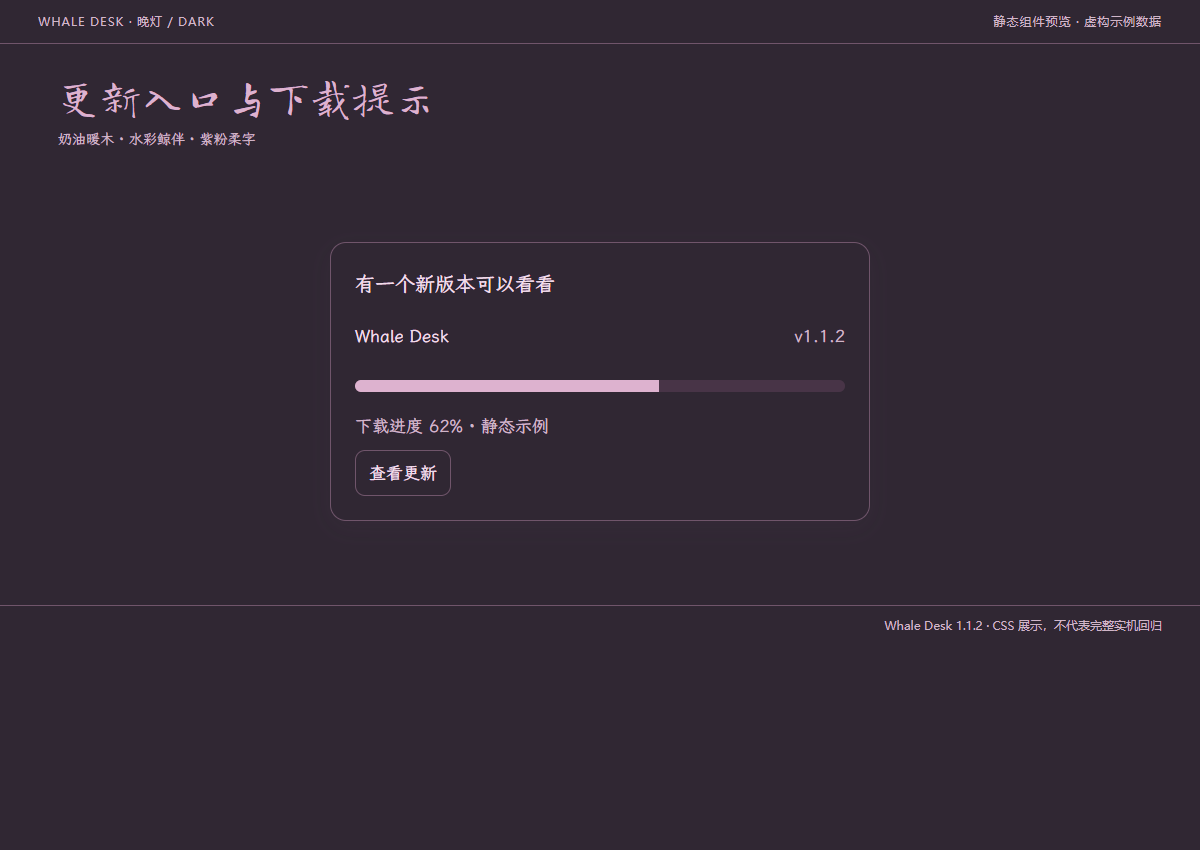 WHALE DESK · 晚灯 / DARK
静态组件预览 · 虚构示例数据
更新入口与下载提示
奶油暖木 · 水彩鲸伴 · 紫粉柔字
有一个新版本可以看看
Whale Desk
v1.1.2
下载进度 62% · 静态示例
查看更新
Whale Desk 1.1.2 · CSS 展示，不代表完整实机回归